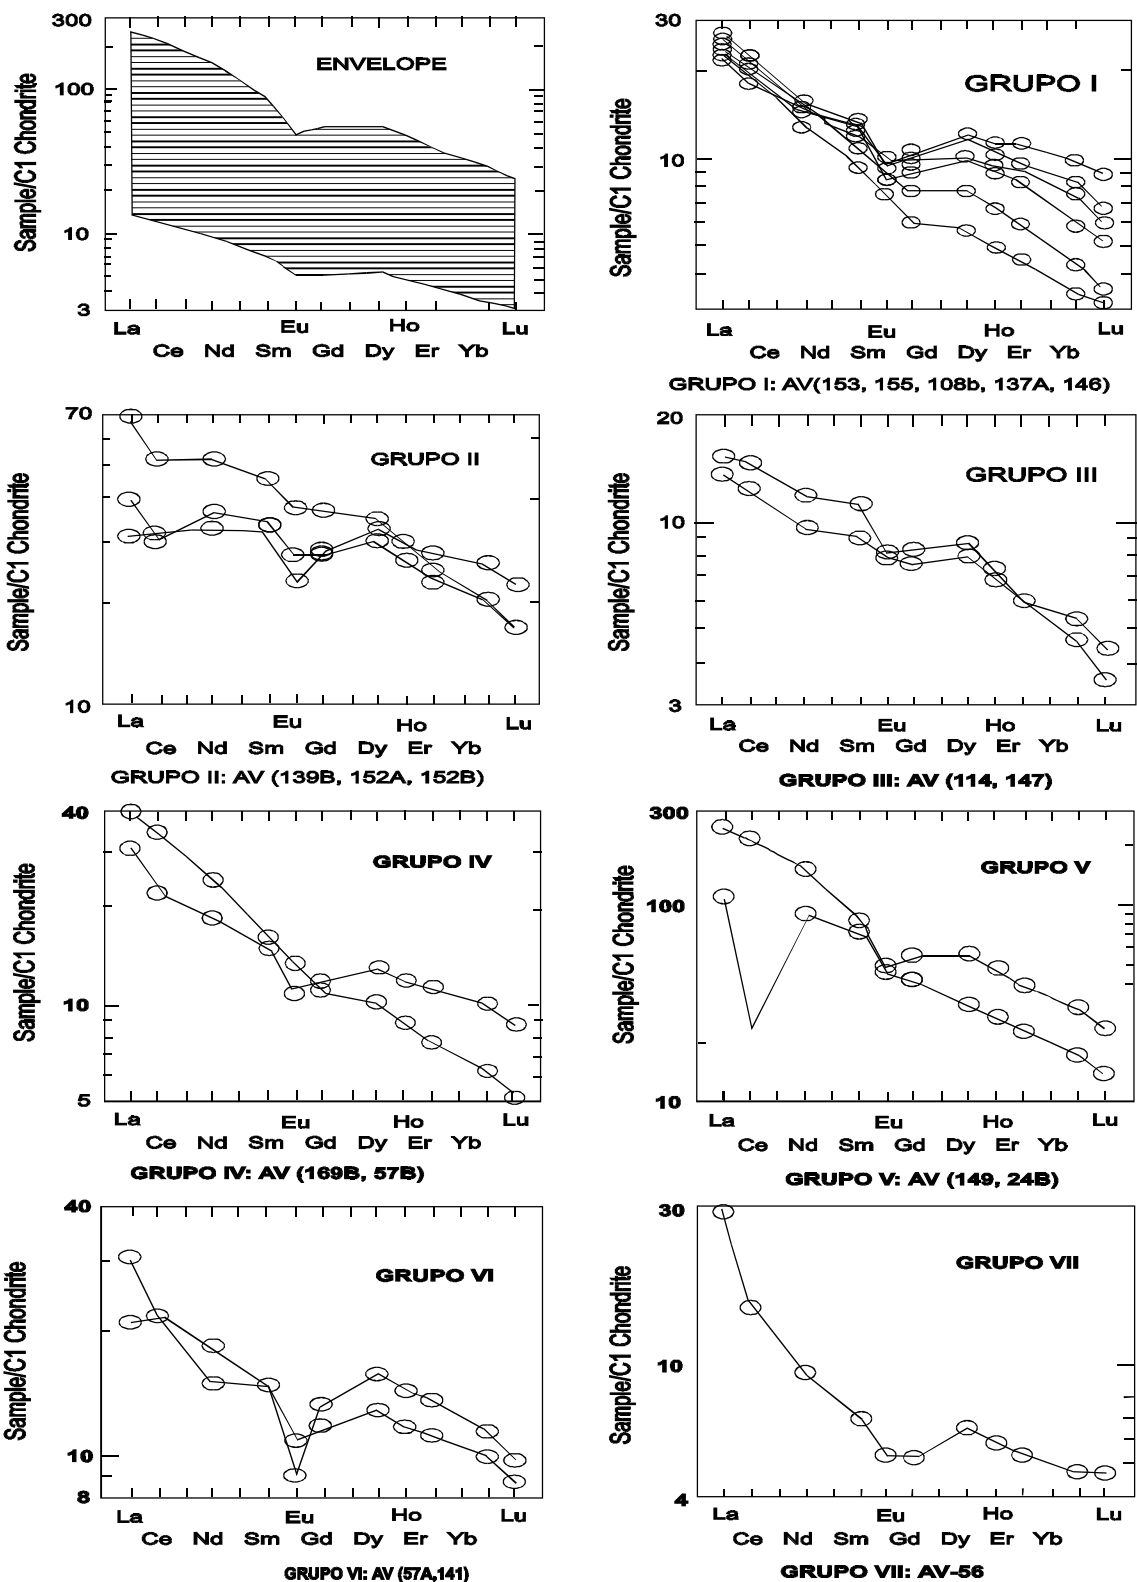 300
100
10
3
Sample/C1 Chondrite
ENVELOPE
La Eu Ho Lu
Ce Nd Sm Gd Dy Er Yb
30
10
Sample/C1 Chondrite
GRUPO I
La Eu Ho Lu
Ce Nd Sm Gd Dy Er Yb
GRUPO I: AV(153, 155, 108b, 137A, 146)
70
10
Sample/C1 Chondrite
GRUPO II
La Eu Ho Lu
Ce Nd Sm Gd Dy Er Yb
GRUPO II: AV (139B, 152A, 152B)
20
10
3
Sample/C1 Chondrite
GRUPO III
La Eu Ho Lu
Ce Nd Sm Gd Dy Er Yb
GRUPO III: AV (114, 147)
40
10
5
Sample/C1 Chondrite
GRUPO IV
La Eu Ho Lu
Ce Nd Sm Gd Dy Er Yb
GRUPO IV: AV (169B, 57B)
300
100
10
Sample/C1 Chondrite
GRUPO V
La Eu Ho Lu
Ce Nd Sm Gd Dy Er Yb
GRUPO V: AV (149, 24B)
40
10
8
Sample/C1 Chondrite
GRUPO VI
La Eu Ho Lu
Ce Nd Sm Gd Dy Er Yb
GRUPO VI: AV (57A,141)
30
10
4
Sample/C1 Chondrite
GRUPO VII
La Eu Ho Lu
Ce Nd Sm Gd Dy Er Yb
GRUPO VII: AV-56